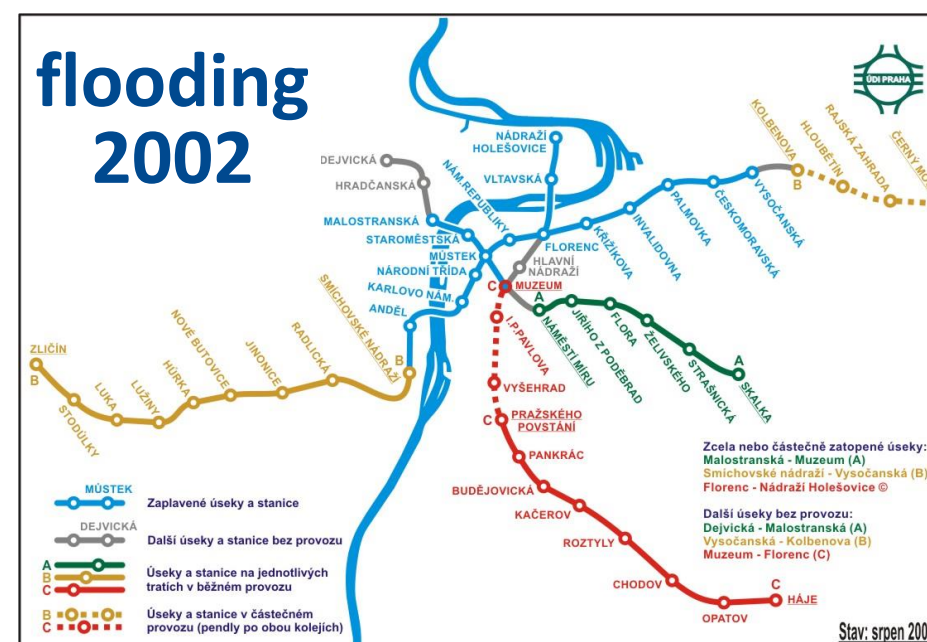 flooding
2002
ÚDI PRAHA
NÁDRAŽÍ
HOLEŠOVICE
DEJVICKÁ
HRADČANSKÁ
VLTAVSKÁ
NÁM.REPUBLIKY
KOLBENOVA
HLOUBĚTÍN
RAJSKÁ ZAHRADA
B
PALMOVKA
ČESKOMORAVSKÁ
VYSOČANSKÁ
MALOSTRANSKÁ
STAROMĚSTSKÁ
FLORENC
KŘIŽÍKOVA
INVALIDOVNA
MŮSTEK
HLAVNÍ
NÁDRAŽÍ
NÁRODNÍ TŘÍDA
C MUZEUM
KARLOVO NÁM.
ANDĚL
SMÍCHOVSKÉ NÁDRAŽÍ
B
RADLICKÁ
JINONICE
NOVÉ BUTOVICE
HŮRKA
LUŽINY
LUKA
STODŮLKY
ZLIČÍN
B
A
NÁMĚSTÍ MÍRU
JIŘÍHO Z PODĚBRAD
FLORA
ŽELIVSKÉHO
STRAŠNICKÁ
A
SKALKA
I.P.PAVLOVA
VYŠEHRAD
C PRAŽSKÉHO
POVSTÁNÍ
PANKRÁC
BUDĚJOVICKÁ
KAČEROV
ROZTYLY
CHODOV
OPATOV
C
HÁJE
Zcela nebo částečně zatopené úseky:
Malostranská - Muzeum (A)
Smíchovské nádraží - Vysočanská (B)
Florenc - Nádraží Holešovice ©
Další úseky bez provozu:
Dejvická - Malostranská (A)
Vysočanská - Kolbenova (B)
Muzeum - Florenc (C)
MŮSTEK
Zaplavené úseky a stanice
DEJVICKÁ
Další úseky a stanice bez provozu
A
B
C
Úseky a stanice na jednotlivých
tratích v běžném provozu
B
C
Úseky a stanice v částečném
provozu (pendly po obou kolejích)
Stav: srpen 200